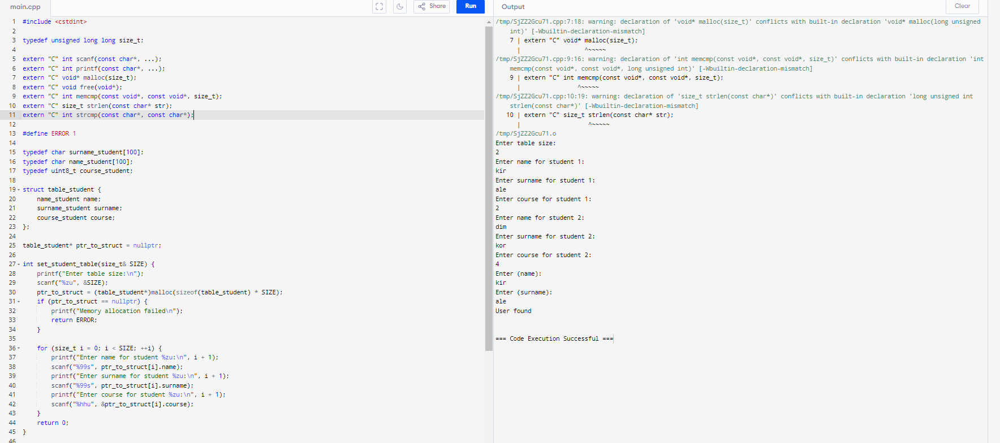 main.cpp
Share
Run
Output
Clear
1 #include <cstdint>
2
3 typedef unsigned long long size_t;
4
5 extern "C" int scanf(const char*, ...);
6 extern "C" int printf(const char*, ...);
7 extern "C" void* malloc(size_t);
8 extern "C" void free(void*);
9 extern "C" int memcmp(const void*, const void*, size_t);
10 extern "C" size_t strlen(const char* str);
11 extern "C" int strcmp(const char*, const char*);
12
13 #define ERROR 1
14
15 typedef char surname_student[100];
16 typedef char name_student[100];
17 typedef uint8_t course_student;
18
19 struct table_student {
20     name_student name;
21     surname_student surname;
22     course_student course;
23 };
24
25 table_student* ptr_to_struct = nullptr;
26
27 int set_student_table(size_t& SIZE) {
28     printf("Enter table size:\n");
29     scanf("%zu", &SIZE);
30     ptr_to_struct = (table_student*)malloc(sizeof(table_student) * SIZE);
31     if (ptr_to_struct == nullptr) {
32         printf("Memory allocation failed\n");
33         return ERROR;
34     }
35
36     for (size_t i = 0; i < SIZE; ++i) {
37         printf("Enter name for student %zu:\n", i + 1);
38         scanf("%99s", ptr_to_struct[i].name);
39         printf("Enter surname for student %zu:\n", i + 1);
40         scanf("%99s", ptr_to_struct[i].surname);
41         printf("Enter course for student %zu:\n", i + 1);
42         scanf("%hhu", &ptr_to_struct[i].course);
43     }
44     return 0;
45 }
46
/tmp/SjZZ2Gcu71.cpp:7:18: warning: declaration of 'void* malloc(size_t)' conflicts with built-in declaration 'void* malloc(long unsigned
int)' [-Wbuiltin-declaration-mismatch]
7 | extern "C" void* malloc(size_t);
| ^~~~~~
/tmp/SjZZ2Gcu71.cpp:9:16: warning: declaration of 'int memcmp(const void*, const void*, size_t)' conflicts with built-in declaration 'int
memcmp(const void*, const void*, long unsigned int)' [-Wbuiltin-declaration-mismatch]
9 | extern "C" int memcmp(const void*, const void*, size_t);
| ^~~~~~
/tmp/SjZZ2Gcu71.cpp:10:19: warning: declaration of 'size_t strlen(const char*)' conflicts with built-in declaration 'long unsigned int
strlen(const char*)' [-Wbuiltin-declaration-mismatch]
10 | extern "C" size_t strlen(const char* str);
| ^~~~~~
/tmp/SjZZ2Gcu71.o
Enter table size:
2
Enter name for student 1:
kir
Enter surname for student 1:
ale
Enter course for student 1:
2
Enter name for student 2:
dim
Enter surname for student 2:
kor
Enter course for student 2:
4
Enter (name):
kir
Enter (surname):
ale
User found
=== Code Execution Successful ===